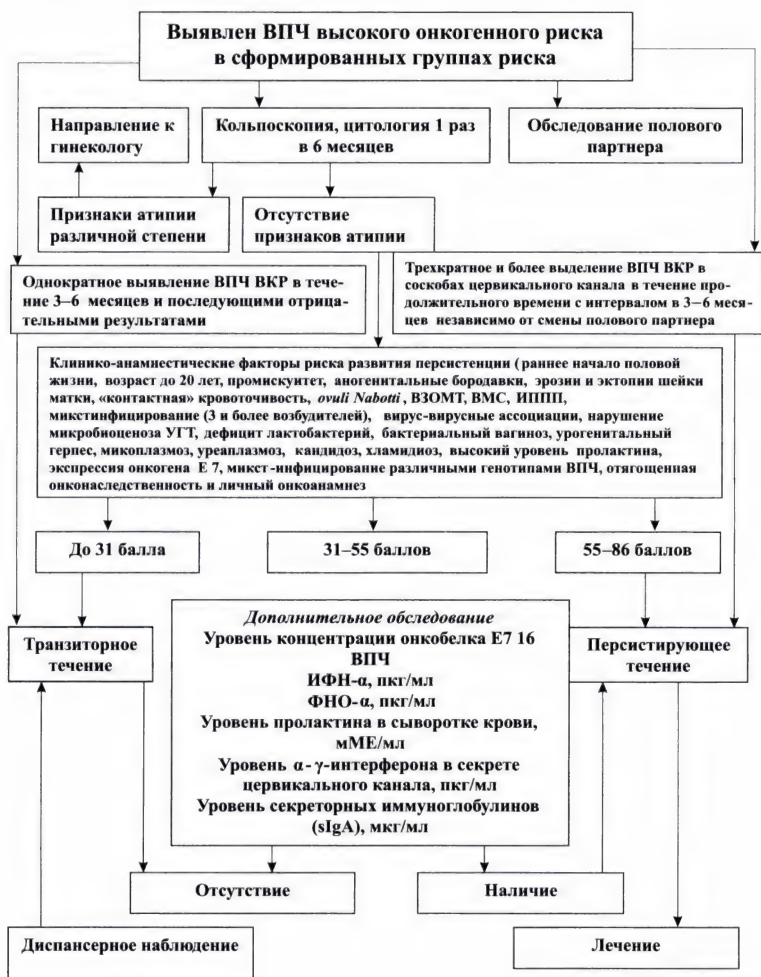 Выявлен ВПЧ высокого онкогенного риска
в сформированных группах риска
Направление к
гинекологу
Кольпоскопия, цитология 1 раз
в 6 месяцев
Обследование полового
партнера
Признаки атипии
различной степени
Отсутствие
признаков атипии
Однократное выявление ВПЧ ВКР в тече-
ние 3–6 месяцев и последующими отрица-
тельными результатами
Трехкратное и более выделение ВПЧ ВКР в
соскобах цервикального канала в течение про-
должительного времени с интервалом в 3–6 меся-
цев независимо от смены полового партнера
Клинико-анамнестические факторы риска развития персистенции (раннее начало половой
жизни, возраст до 20 лет, промискуитет, аногенитальные бородавки, эрозии и эктопии шейки
матки, «контактная» кровоточивость, ovuli Nabotti, ВЗОМТ, ВМС, ИППП,
микстинфицирование (3 и более возбудителей), вирус-вирусные ассоциации, нарушение
микробиоценоза УГТ, дефицит лактобактерий, бактериальный вагиноз, урогенитальный
герпес, микоплазмоз, уреаплазмоз, кандидоз, хламидиоз, высокий уровень пролактина,
экспрессия онкогена Е 7, микст-инфицирование различными генотипами ВПЧ, отягощенная
онконаследственность и личный онкоанамнез
До 31 балла
31–55 баллов
55–86 баллов
Транзиторное
течение
Дополнительное обследование
Уровень концентрации онкобелка Е7 16
ВПЧ
ИФН-α, пкг/мл
ФНО-α, пкг/мл
Уровень пролактина в сыворотке крови,
мМЕ/мл
Уровень α-γ-интерферона в секрете
цервикального канала, пкг/мл
Уровень секреторных иммуноглобулинов
(sIgA), мкг/мл
Персистирующее
течение
Отсутствие
Наличие
Диспансерное наблюдение
Лечение